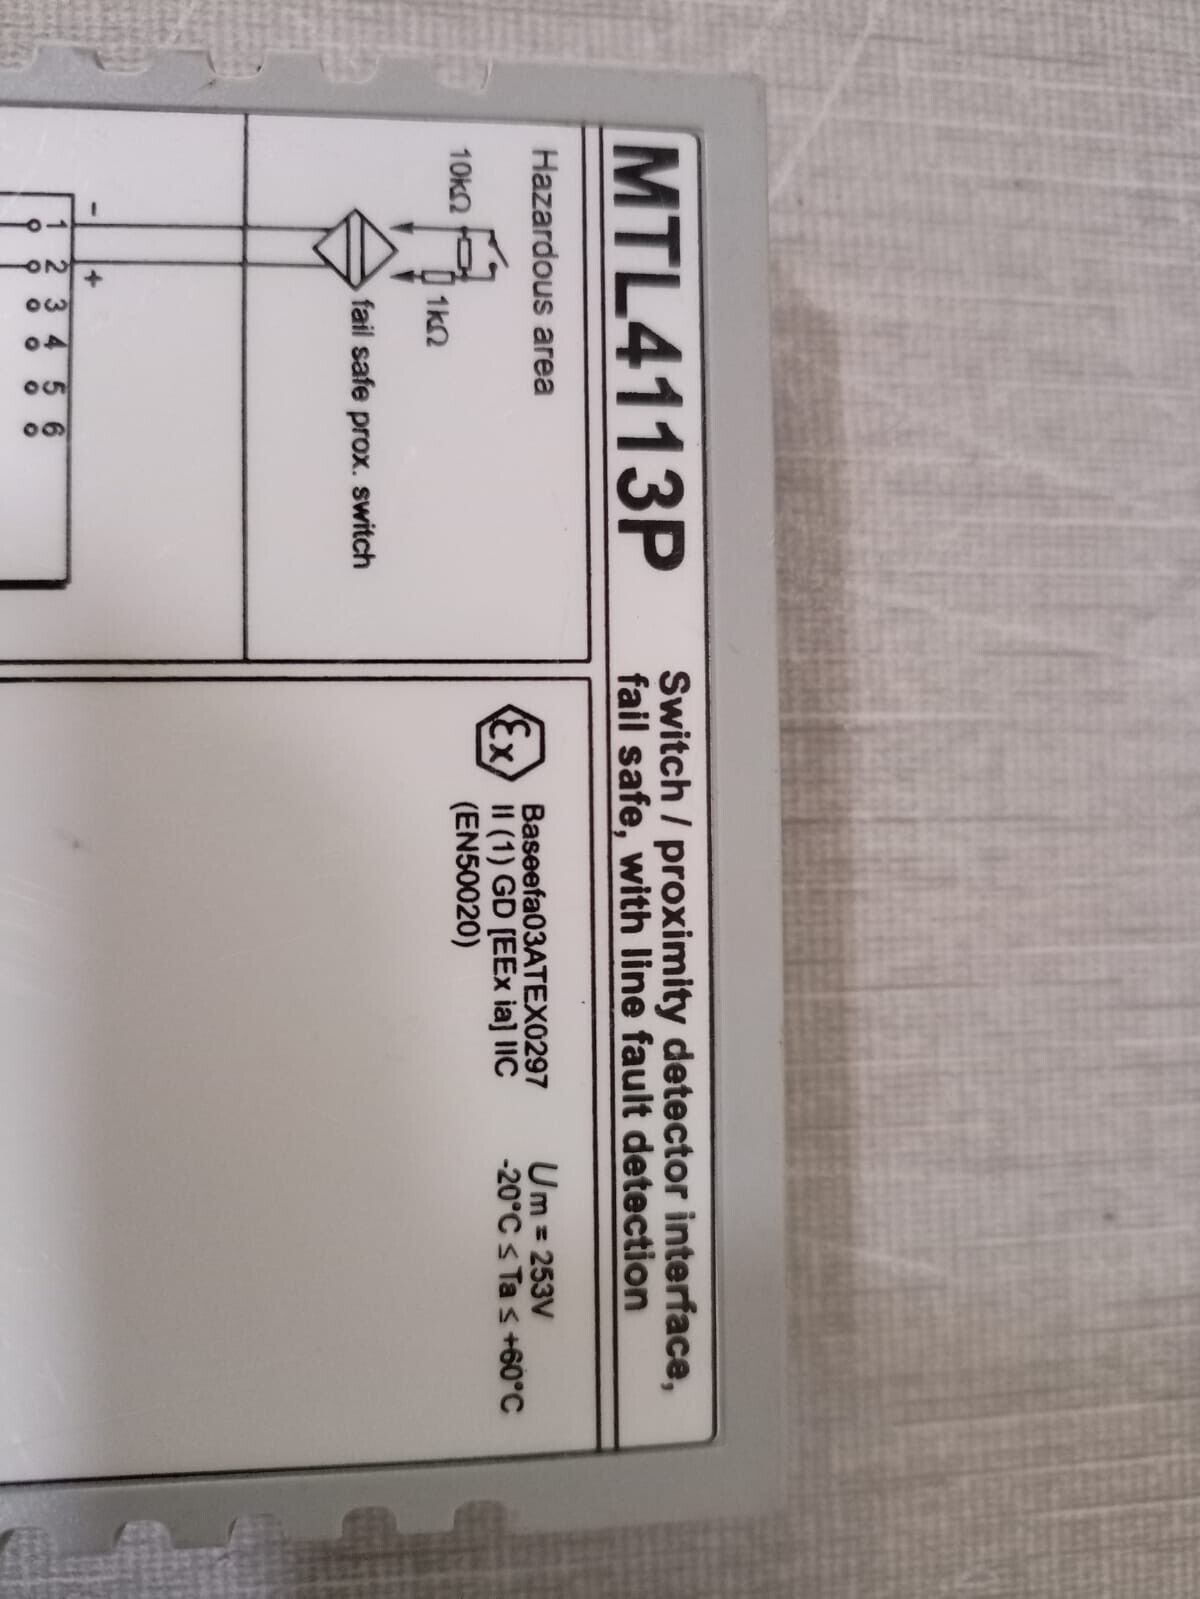 MTL4113P
Switch / proximity detector interface,
fail safe, with line fault detection
Hazardous area
10kΩ
1kΩ
fail safe prox. switch
- +
1 2 3 4 5 6
Ex
Baseefa03ATEX0297
II (1) GD [EEx ia] IIC
(EN50020)
Um = 253V
-20°C ≤ Ta ≤ +60°C